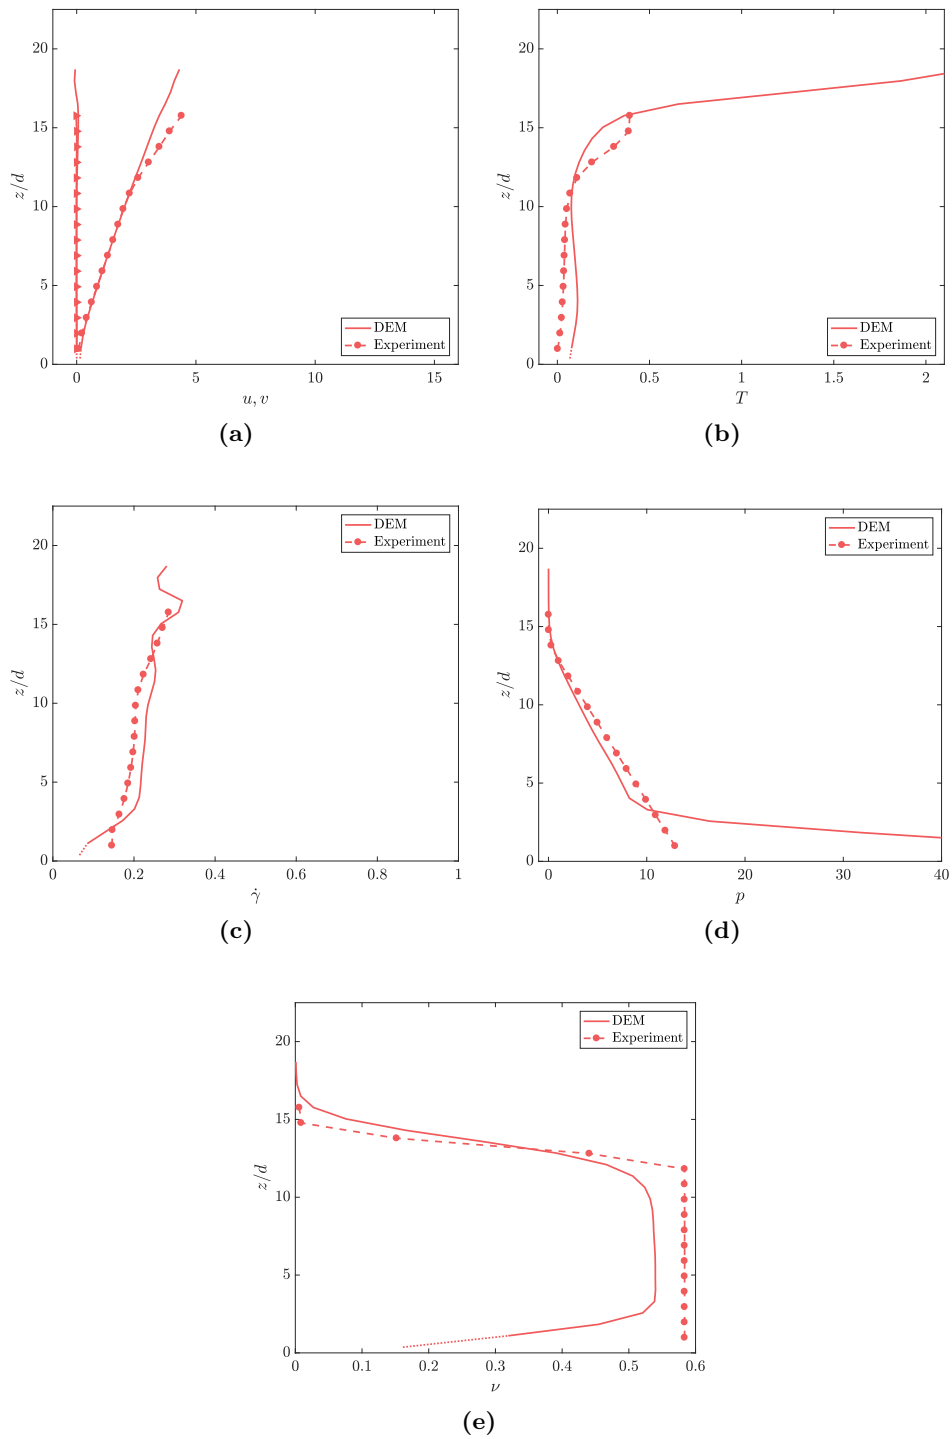 20
15
10
5
0
z/d
DEM
Experiment
0 5 10 15
u, v
(a)
20
15
10
5
0
z/d
DEM
Experiment
0 0.5 1 1.5 2
T
(b)
20
15
10
5
0
z/d
DEM
Experiment
0 0.2 0.4 0.6 0.8 1
γ̇
(c)
20
15
10
5
0
z/d
DEM
Experiment
0 10 20 30 40
p
(d)
20
15
10
5
0
z/d
DEM
Experiment
0 0.1 0.2 0.3 0.4 0.5 0.6
ν
(e)